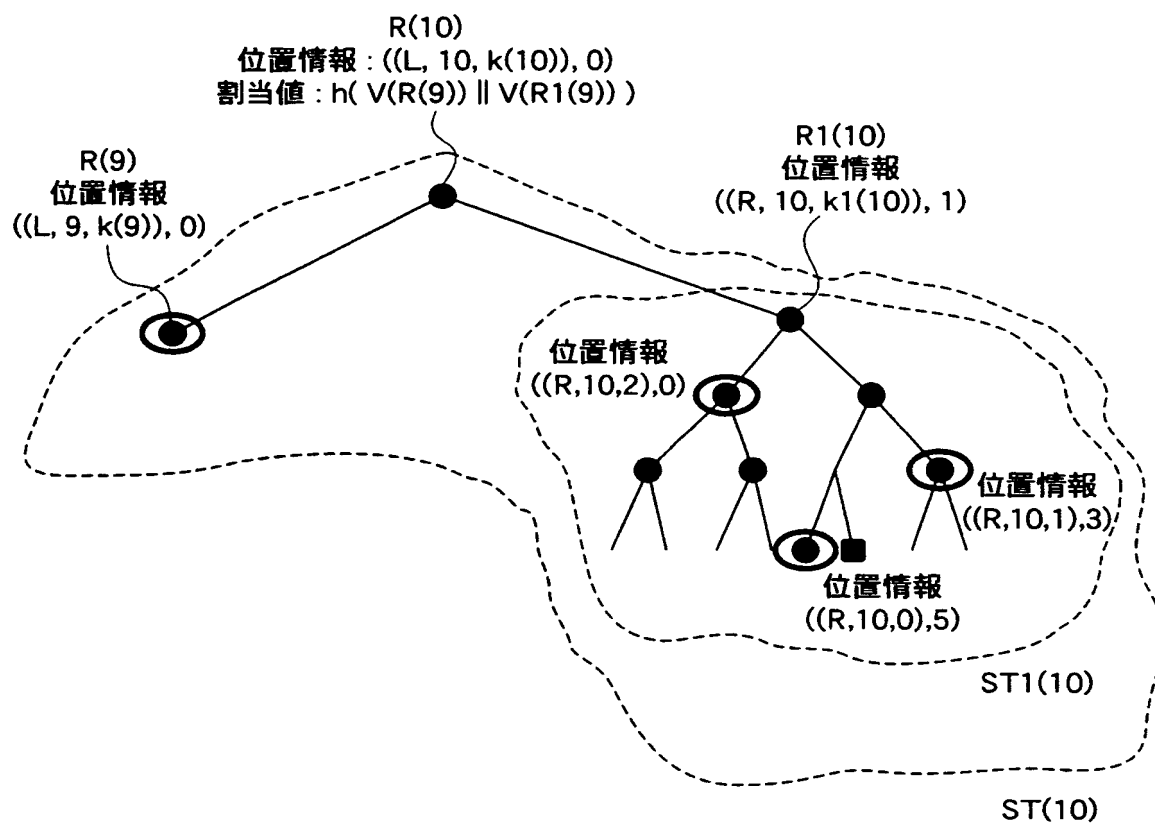 R(10)
位置情報 : ((L, 10, k(10)), 0)
割当値 : h( V(R(9)) || V(R1(9)) )
R(9)
位置情報
((L, 9, k(9)), 0)
R1(10)
位置情報
((R, 10, k1(10)), 1)
位置情報
((R,10,2),0)
位置情報
((R,10,1),3)
位置情報
((R,10,0),5)
ST1(10)
ST(10)